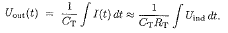 U_out(t) = 1/C_T ∫ I(t) dt ≈ 1/(C_T R_T) ∫ U_ind dt.